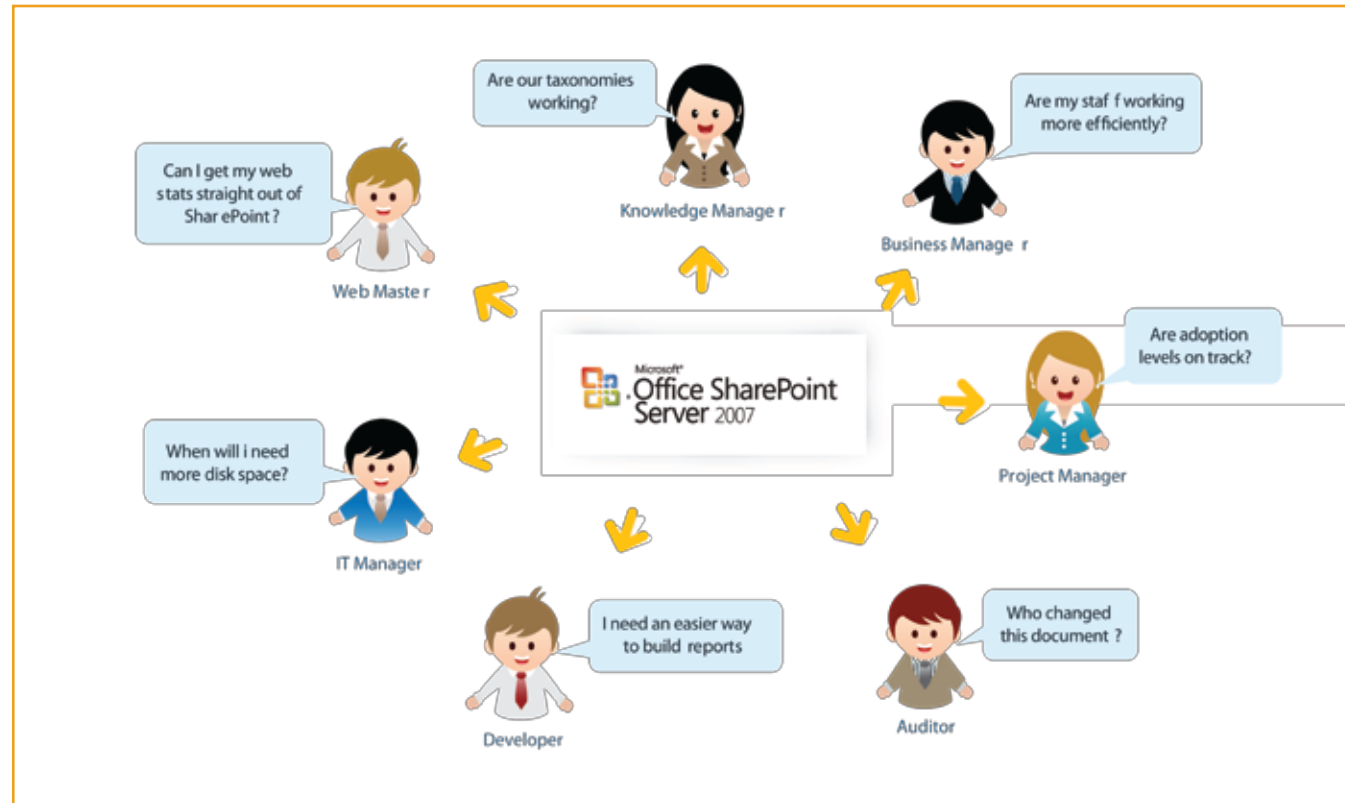 Are our taxonomies
working?
Knowledge Manage r
Are my staf f working
more efficiently?
Business Manage r
Can I get my web
stats straight out of
Shar ePoint ?
Web Maste r
Microsoft®
Office SharePoint
Server 2007
Are adoption
levels on track?
Project Manager
When will i need
more disk space?
IT Manager
I need an easier way
to build reports
Developer
Who changed
this document ?
Auditor